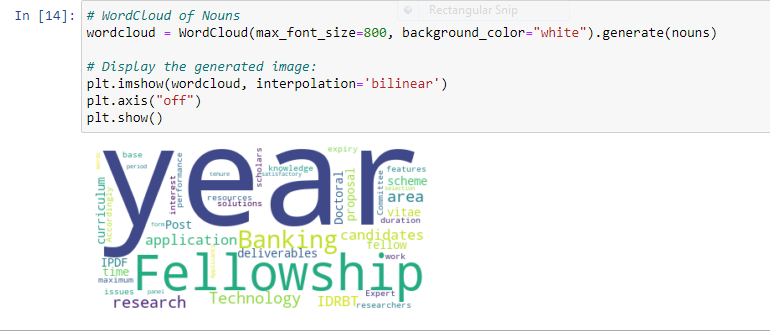 Rectangular Snip
In [14]:
# WordCloud of Nouns
wordcloud = WordCloud(max_font_size=800, background_color="white").generate(nouns)
# Display the generated image:
plt.imshow(wordcloud, interpolation='bilinear')
plt.axis("off")
plt.show()
year
Fellowship
Banking
base
period
performance
interest
curriculum
Accordingly
tenure
satisfactory
resources
solutions
scholars
knowledge
expiry
Doctoral
proposal
Committee
features
scheme
selection
area
vitae
duration
form
Post
application
candidates
fellow
deliverables
work
IPDF
time
maximum
issues
panel
research
Technology
IDRBT
Expert
researchers